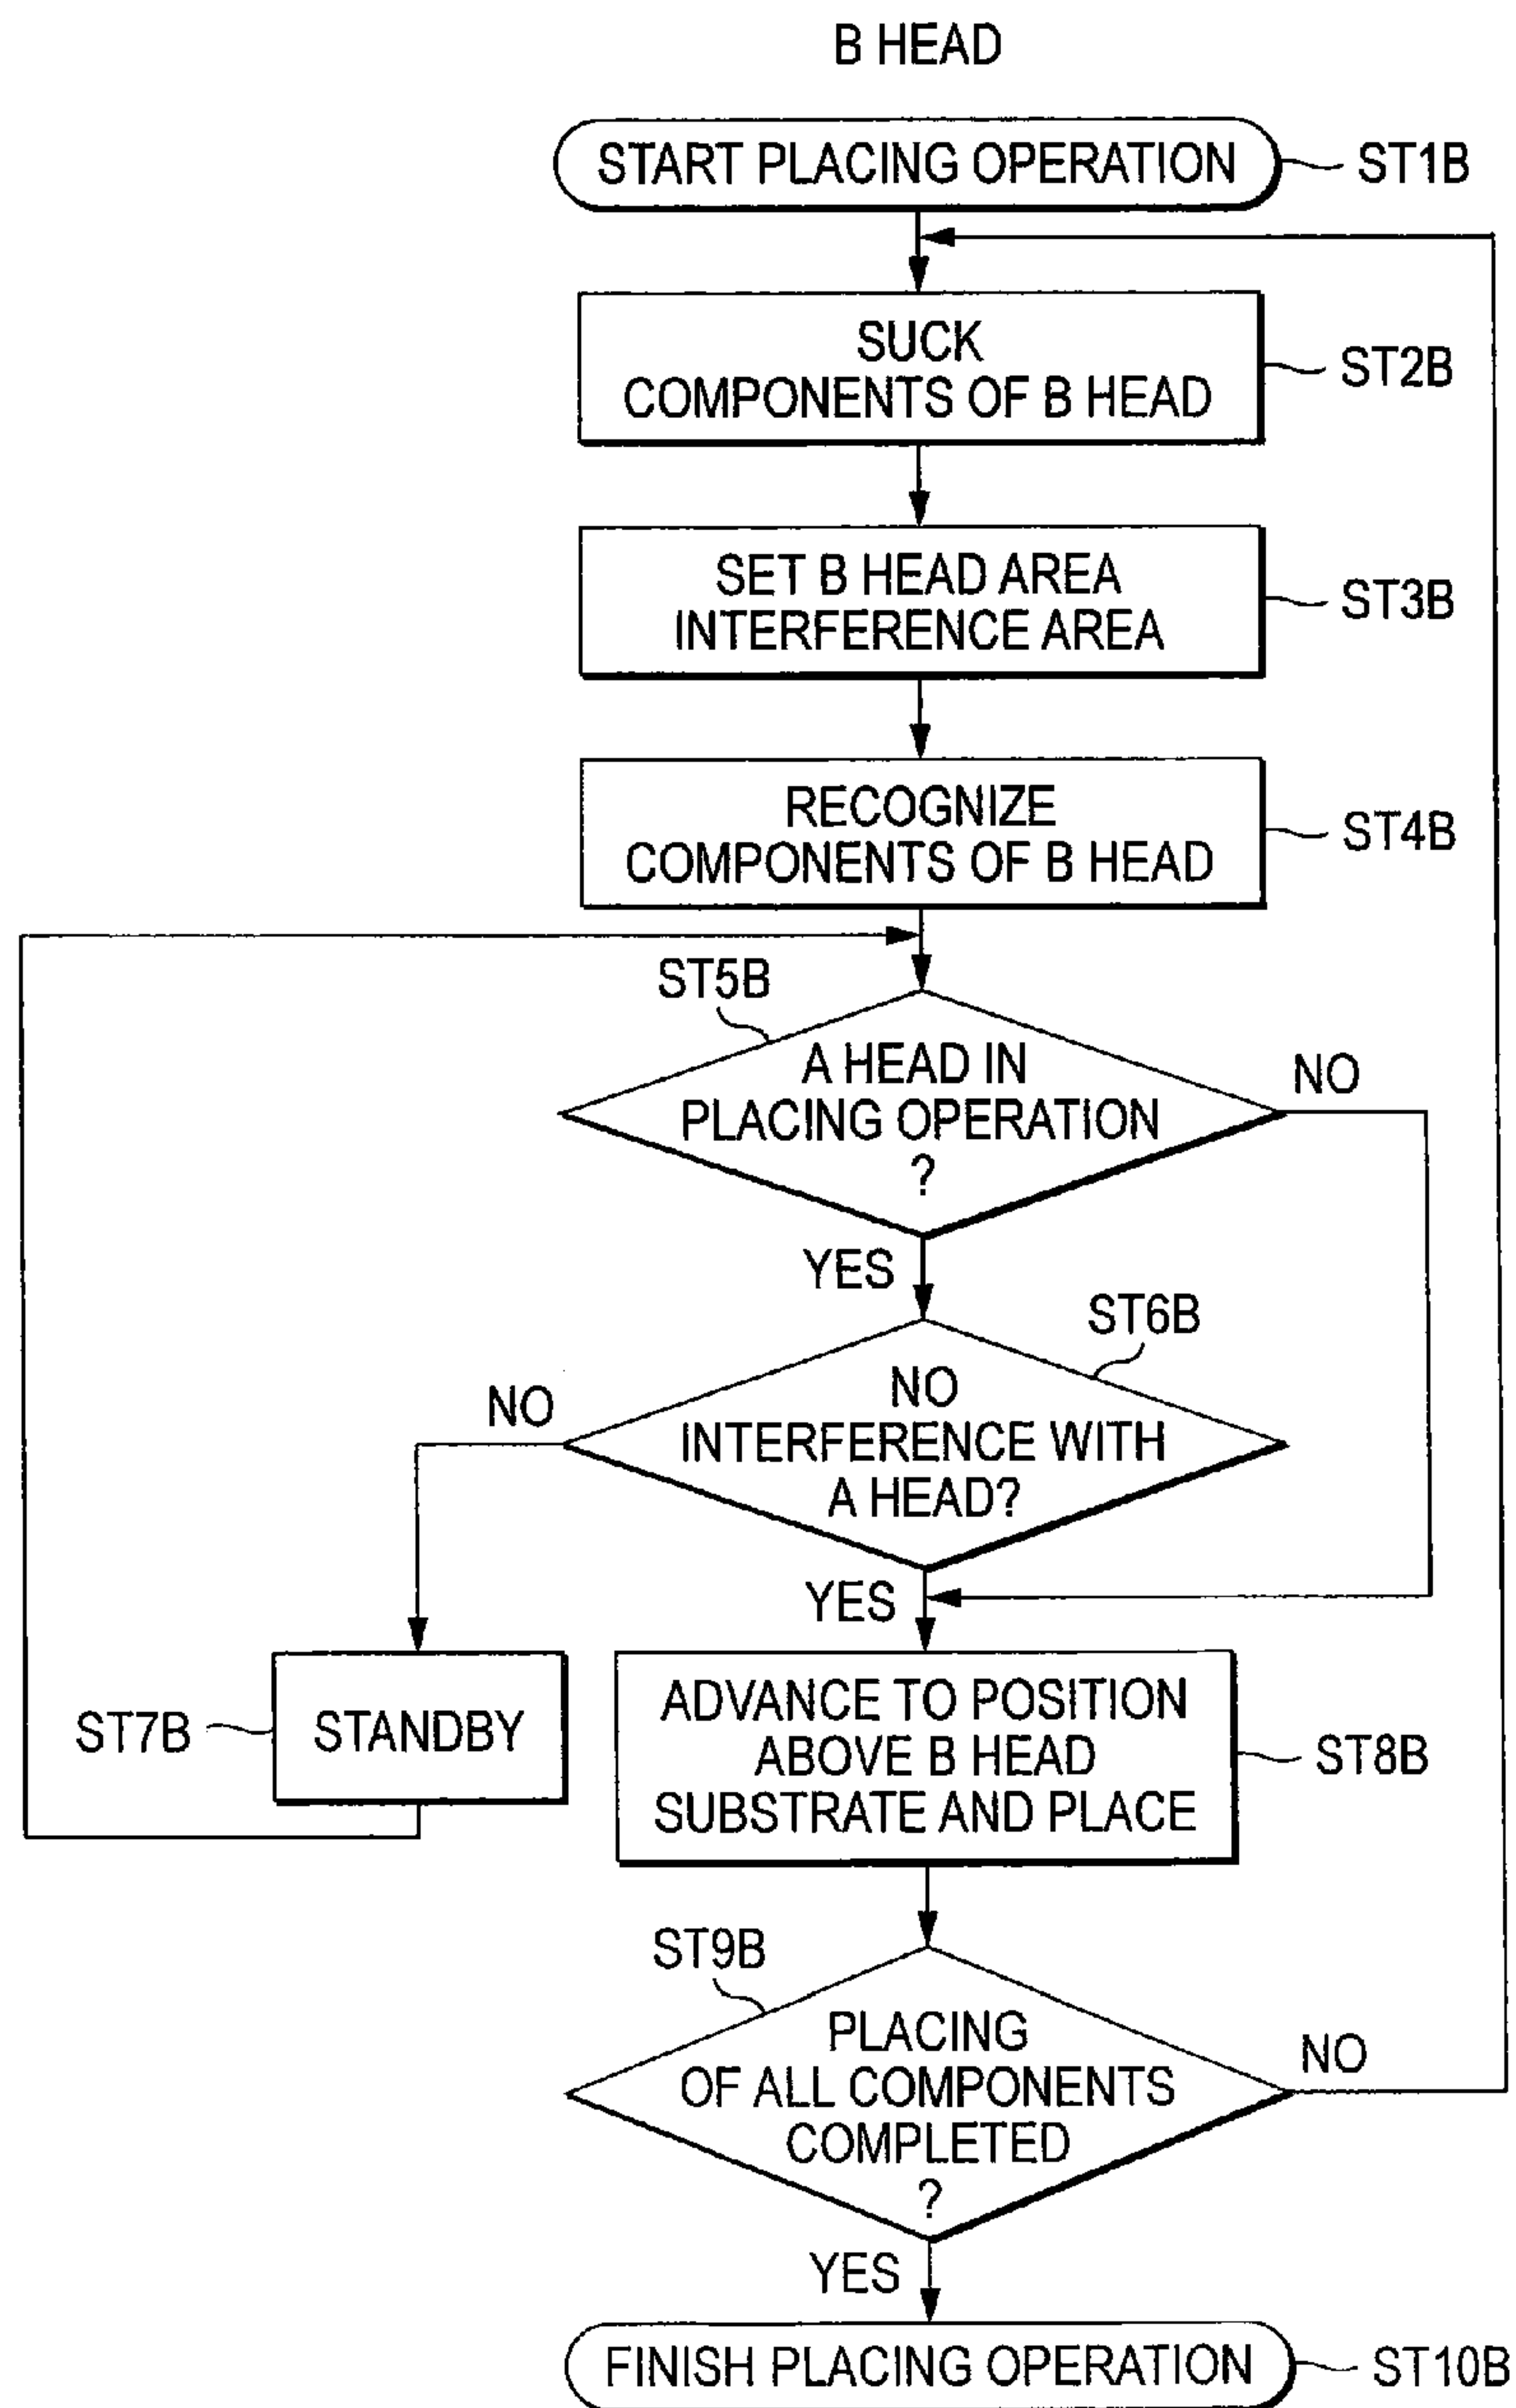 B HEAD
START PLACING OPERATION
ST1B
SUCK
COMPONENTS OF B HEAD
ST2B
SET B HEAD AREA
INTERFERENCE AREA
ST3B
RECOGNIZE
COMPONENTS OF B HEAD
ST4B
ST5B
A HEAD IN
PLACING OPERATION
?
NO
YES
ST6B
NO
INTERFERENCE WITH
A HEAD?
NO
YES
ST7B
STANDBY
ADVANCE TO POSITION
ABOVE B HEAD
SUBSTRATE AND PLACE
ST8B
ST9B
PLACING
OF ALL COMPONENTS
COMPLETED
?
NO
YES
FINISH PLACING OPERATION
ST10B